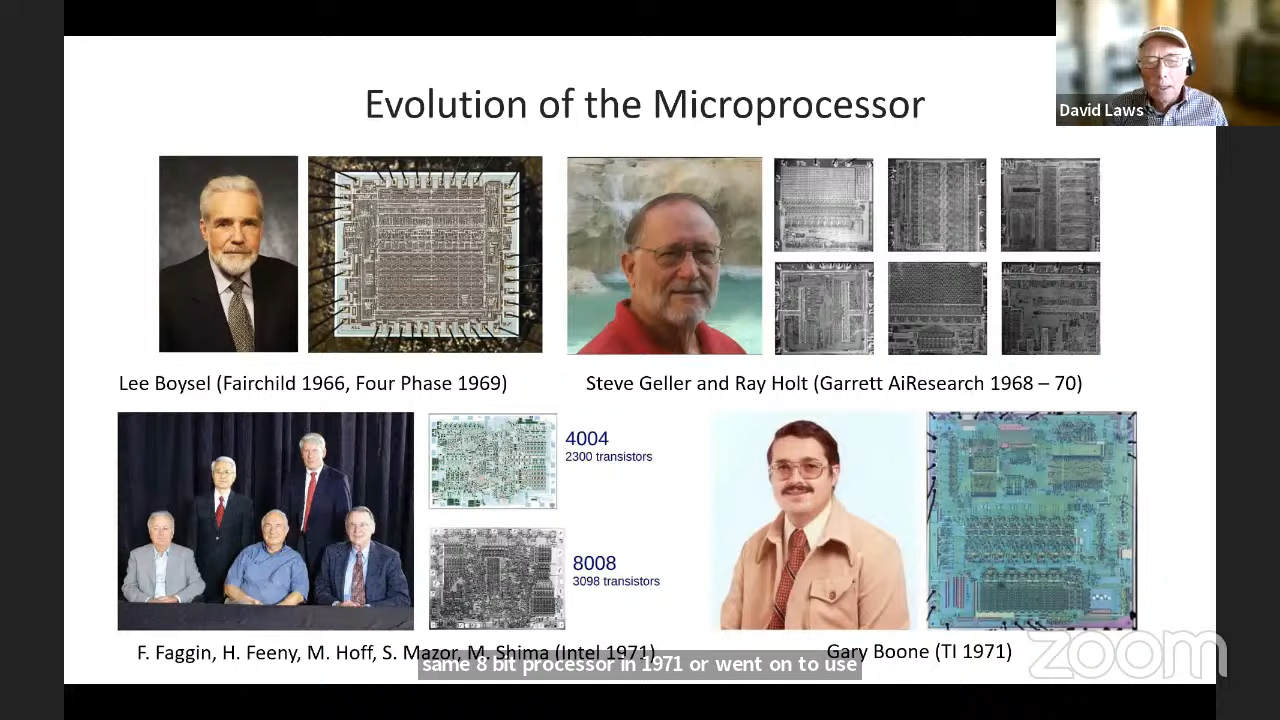 Evolution of the Microprocessor
David Laws
Lee Boysel (Fairchild 1966, Four Phase 1969)
Steve Geller and Ray Holt (Garrett AiResearch 1968 – 70)
4004
2300 transistors
8008
3098 transistors
F. Faggin, H. Feeny, M. Hoff, S. Mazor, M. Shima (Intel 1971)
Gary Boone (TI 1971)
same 8 bit processor in 1971 or went on to use
zoom